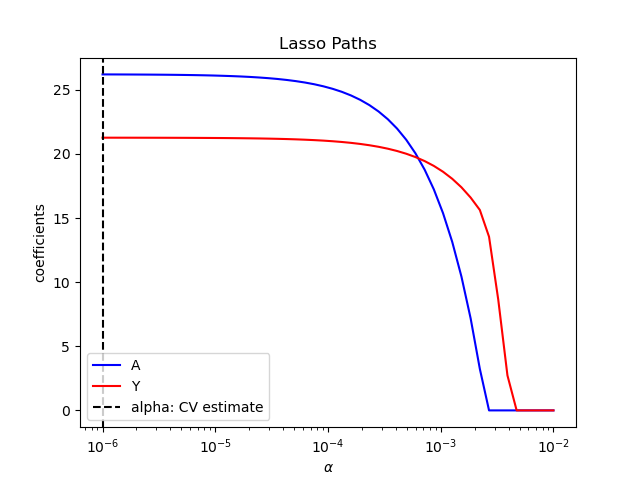 Lasso Paths
coefficients
25
20
15
10
5
0
A
Y
alpha: CV estimate
10⁻⁶
10⁻⁵
10⁻⁴
10⁻³
10⁻²
α